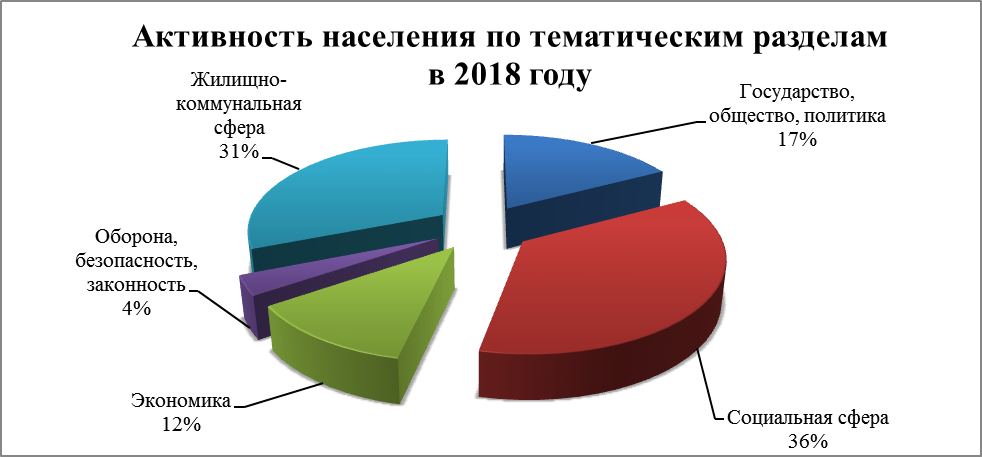 Активность населения по тематическим разделам
в 2018 году
Жилищно-
коммунальная
сфера
31%
Государство,
общество, политика
17%
Оборона,
безопасность,
законность
4%
Экономика
12%
Социальная сфера
36%